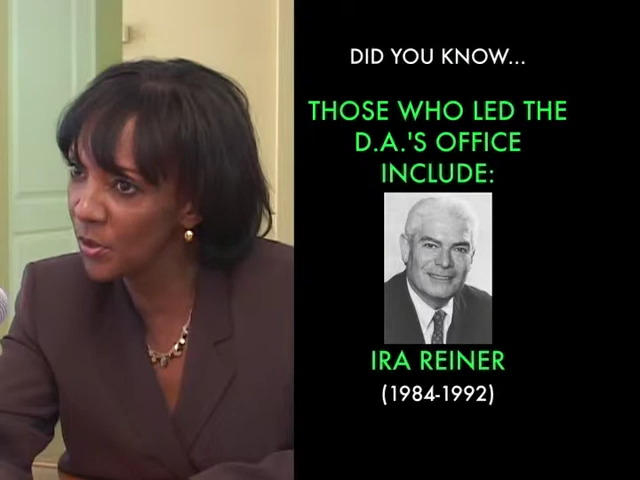 DID YOU KNOW...
THOSE WHO LED THE
D.A.'S OFFICE
INCLUDE:
IRA REINER
(1984-1992)